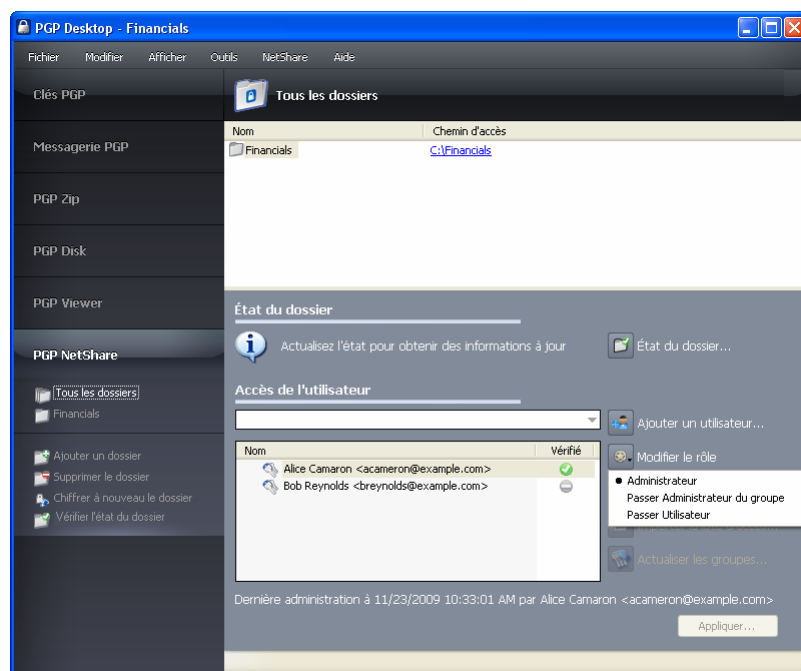 PGP Desktop - Financials
Fichier Modifier Afficher Outils NetShare Aide
Clés PGP
Messagerie PGP
PGP Zip
PGP Disk
PGP Viewer
PGP NetShare
Tous les dossiers
Financials
Ajouter un dossier
Supprimer le dossier
Chiffrer à nouveau le dossier
Vérifier l'état du dossier
Tous les dossiers
Nom Chemin d'accès
Financials C:\Financials
État du dossier
Actualisez l'état pour obtenir des informations à jour
État du dossier...
Accès de l'utilisateur
Ajouter un utilisateur...
Nom Vérifié
Alice Camaron <acameron@example.com>
Bob Reynolds <breynolds@example.com>
Modifier le rôle
Administrateur
Passer Administrateur du groupe
Passer Utilisateur
Actualiser les groupes...
Dernière administration à 11/23/2009 10:33:01 AM par Alice Camaron <acameron@example.com>
Appliquer...